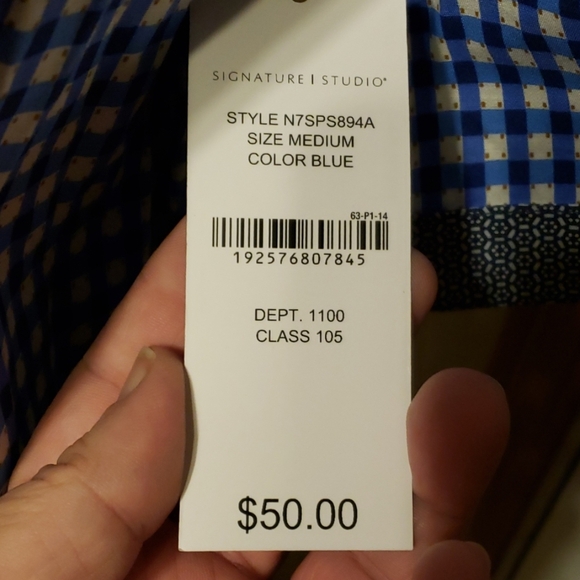 SIGNATURE | STUDIO®
STYLE N7SPS894A
SIZE MEDIUM
COLOR BLUE
63-P1-14
192576807845
DEPT. 1100
CLASS 105
$50.00